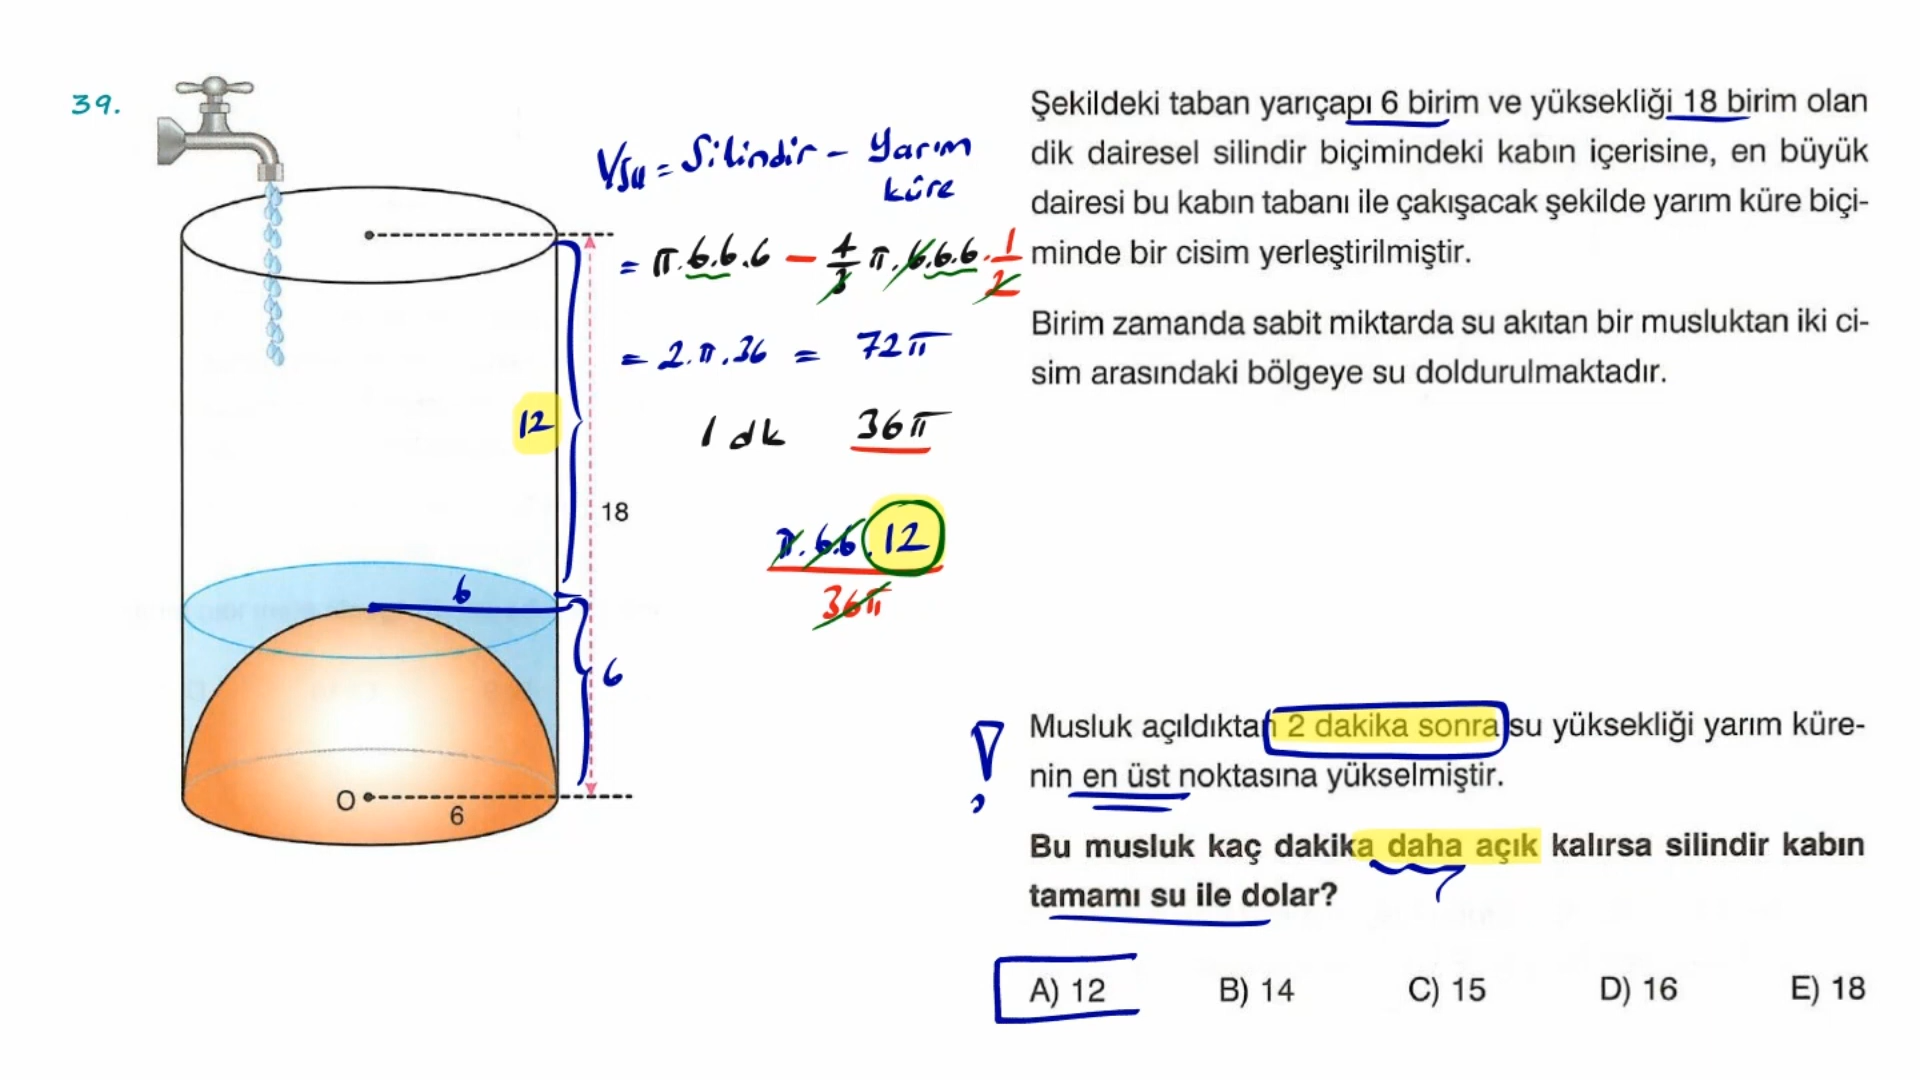 39.
Vsu = Silindir - Yarım
küre
= π.6.6.6 - 4/3 π.6.6.6.1/2
= 2.π.36 = 72π
1 dk 36π
π.6.6.12
36π
12
18
6
6
O
6
Şekildeki taban yarıçapı 6 birim ve yüksekliği 18 birim olan
dik dairesel silindir biçimindeki kabın içerisine, en büyük
dairesi bu kabın tabanı ile çakışacak şekilde yarım küre biçi-
minde bir cisim yerleştirilmiştir.
Birim zamanda sabit miktarda su akıtan bir musluktan iki ci-
sim arasındaki bölgeye su doldurulmaktadır.
! Musluk açıldıktan 2 dakika sonra su yüksekliği yarım küre-
nin en üst noktasına yükselmiştir.
Bu musluk kaç dakika daha açık kalırsa silindir kabın
tamamı su ile dolar?
A) 12 B) 14 C) 15 D) 16 E) 18